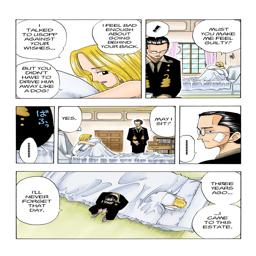 MUST
YOU MAKE
ME FEEL
GUILTY?
I FEEL BAD
ENOUGH
ABOUT
GOING
BEHIND
YOUR BACK.
I
TALKED
TO USOPP
AGAINST
YOUR
WISHES...
BUT YOU
DIDN'T
HAVE TO
DRIVE HIM
AWAY LIKE
A DOG!
MAY I
SIT?
YES.
THREE
YEARS
AGO...
...I
CAME TO
THIS
ESTATE.
I'LL
NEVER
FORGET
THAT
DAY.